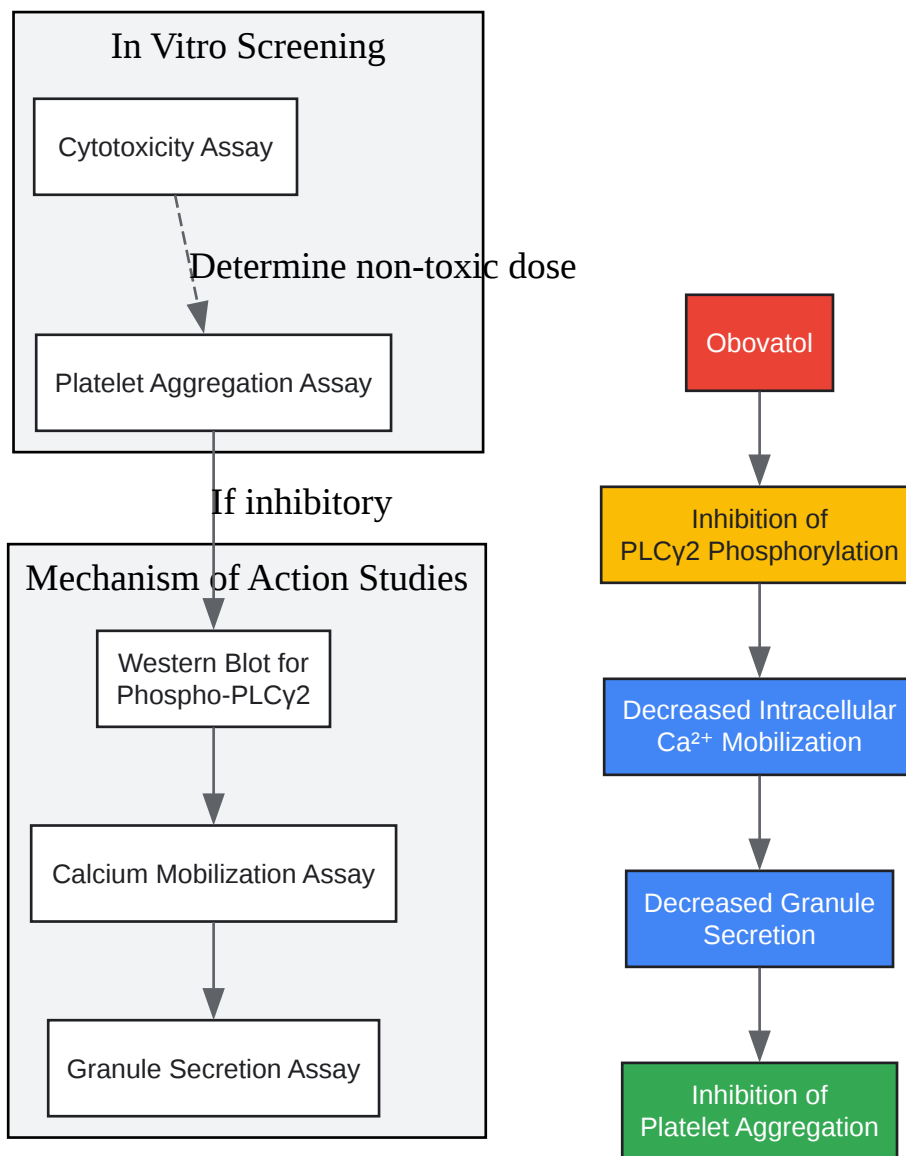 In Vitro Screening
Cytotoxicity Assay
Determine non-toxic dose
Platelet Aggregation Assay
If inhibitory
Mechanism of Action Studies
Western Blot for
Phospho-PLCγ2
Calcium Mobilization Assay
Granule Secretion Assay
Obovatol
Inhibition of
PLCγ2 Phosphorylation
Decreased Intracellular
Ca²⁺ Mobilization
Decreased Granule
Secretion
Inhibition of
Platelet Aggregation